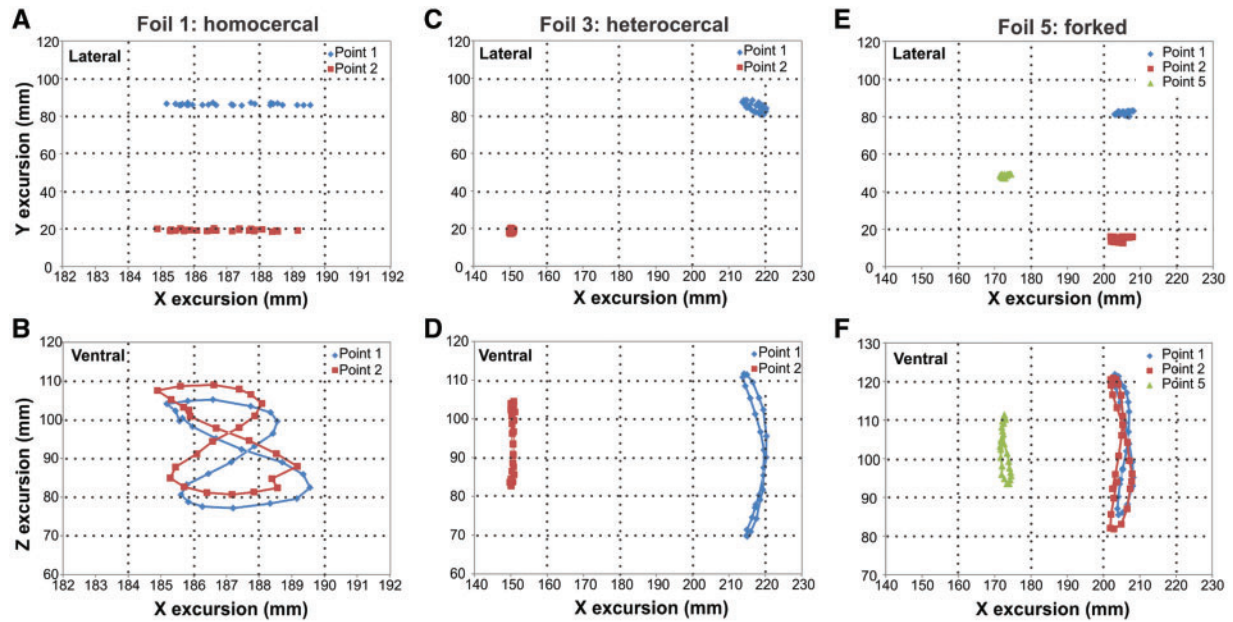 A Foil 1: homocercal
120
Lateral
Point 1
Point 2
100
80
60
40
20
0
Y excursion (mm)
182 183 184 185 186 187 188 189 190 191 192
X excursion (mm)
B
120
Ventral
Point 1
Point 2
110
100
90
80
70
60
Z excursion (mm)
182 183 184 185 186 187 188 189 190 191 192
X excursion (mm)
C Foil 3: heterocercal
120
Lateral
Point 1
Point 2
100
80
60
40
20
0
140 150 160 170 180 190 200 210 220 230
X excursion (mm)
D
120
Ventral
Point 1
Point 2
110
100
90
80
70
60
140 150 160 170 180 190 200 210 220 230
X excursion (mm)
E Foil 5: forked
120
Lateral
Point 1
Point 2
Point 5
100
80
60
40
20
0
140 150 160 170 180 190 200 210 220 230
X excursion (mm)
F
130
Ventral
Point 1
Point 2
Point 5
120
110
100
90
80
70
140 150 160 170 180 190 200 210 220 230
X excursion (mm)